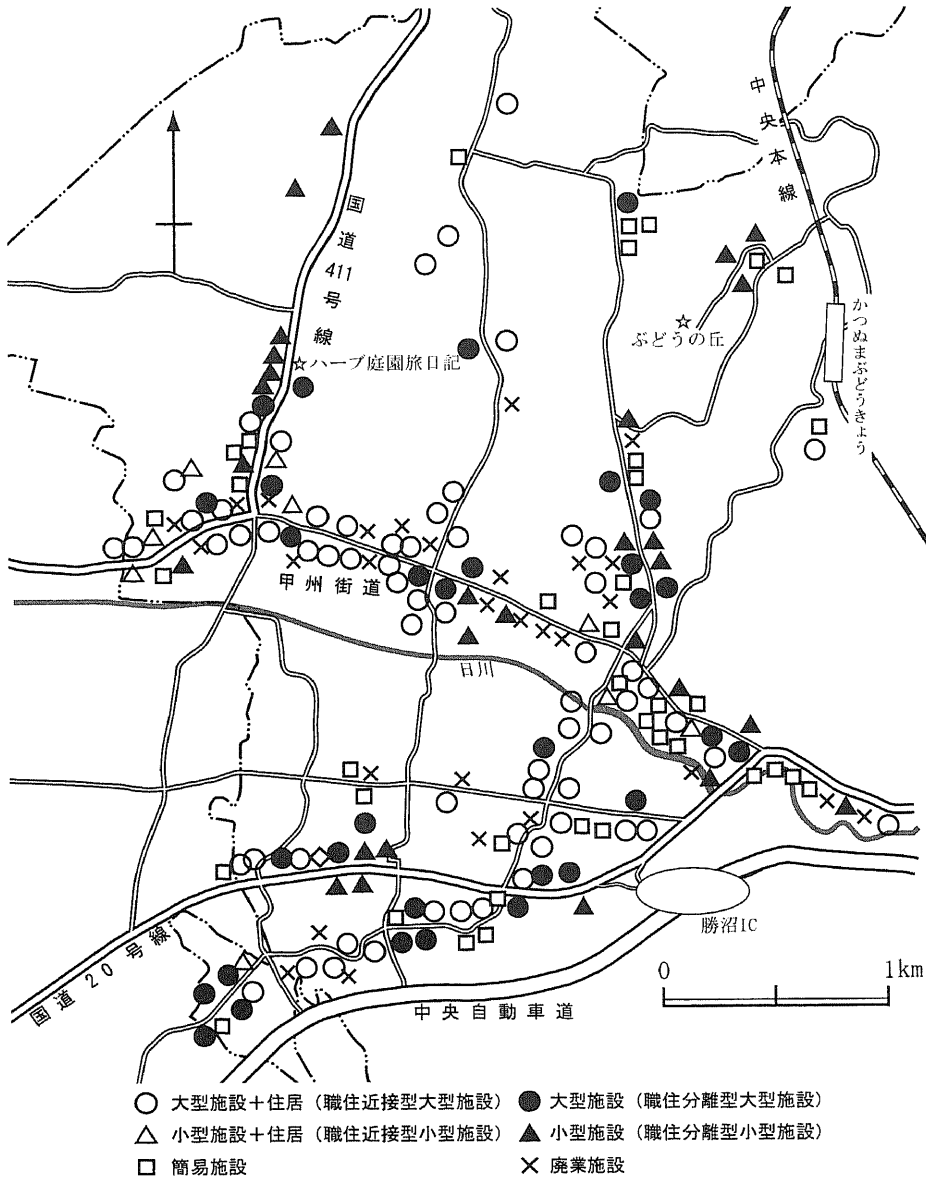 中央本線
国道411号線
かつぬまぶどうきょう
☆ぶどうの丘
☆ハーブ庭園旅日記
甲州街道
日川
勝沼IC
国道20号線
中央自動車道
0 1km
○ 大型施設+住居（職住近接型大型施設）
● 大型施設（職住分離型大型施設）
△ 小型施設+住居（職住近接型小型施設）
▲ 小型施設（職住分離型小型施設）
□ 簡易施設
× 廃業施設